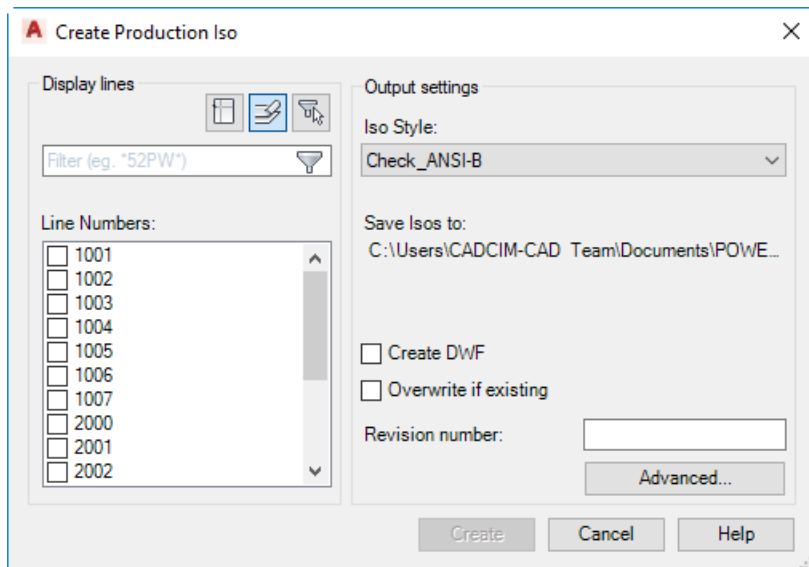 Create Production Iso
Display lines
Filter (eg. *52PW*)
Line Numbers:
1001
1002
1003
1004
1005
1006
1007
2000
2001
2002
Output settings
Iso Style:
Check_ANSI-B
Save Isos to:
C:\Users\CADCIM-CAD Team\Documents\POWE...
Create DWF
Overwrite if existing
Revision number:
Advanced...
Create
Cancel
Help